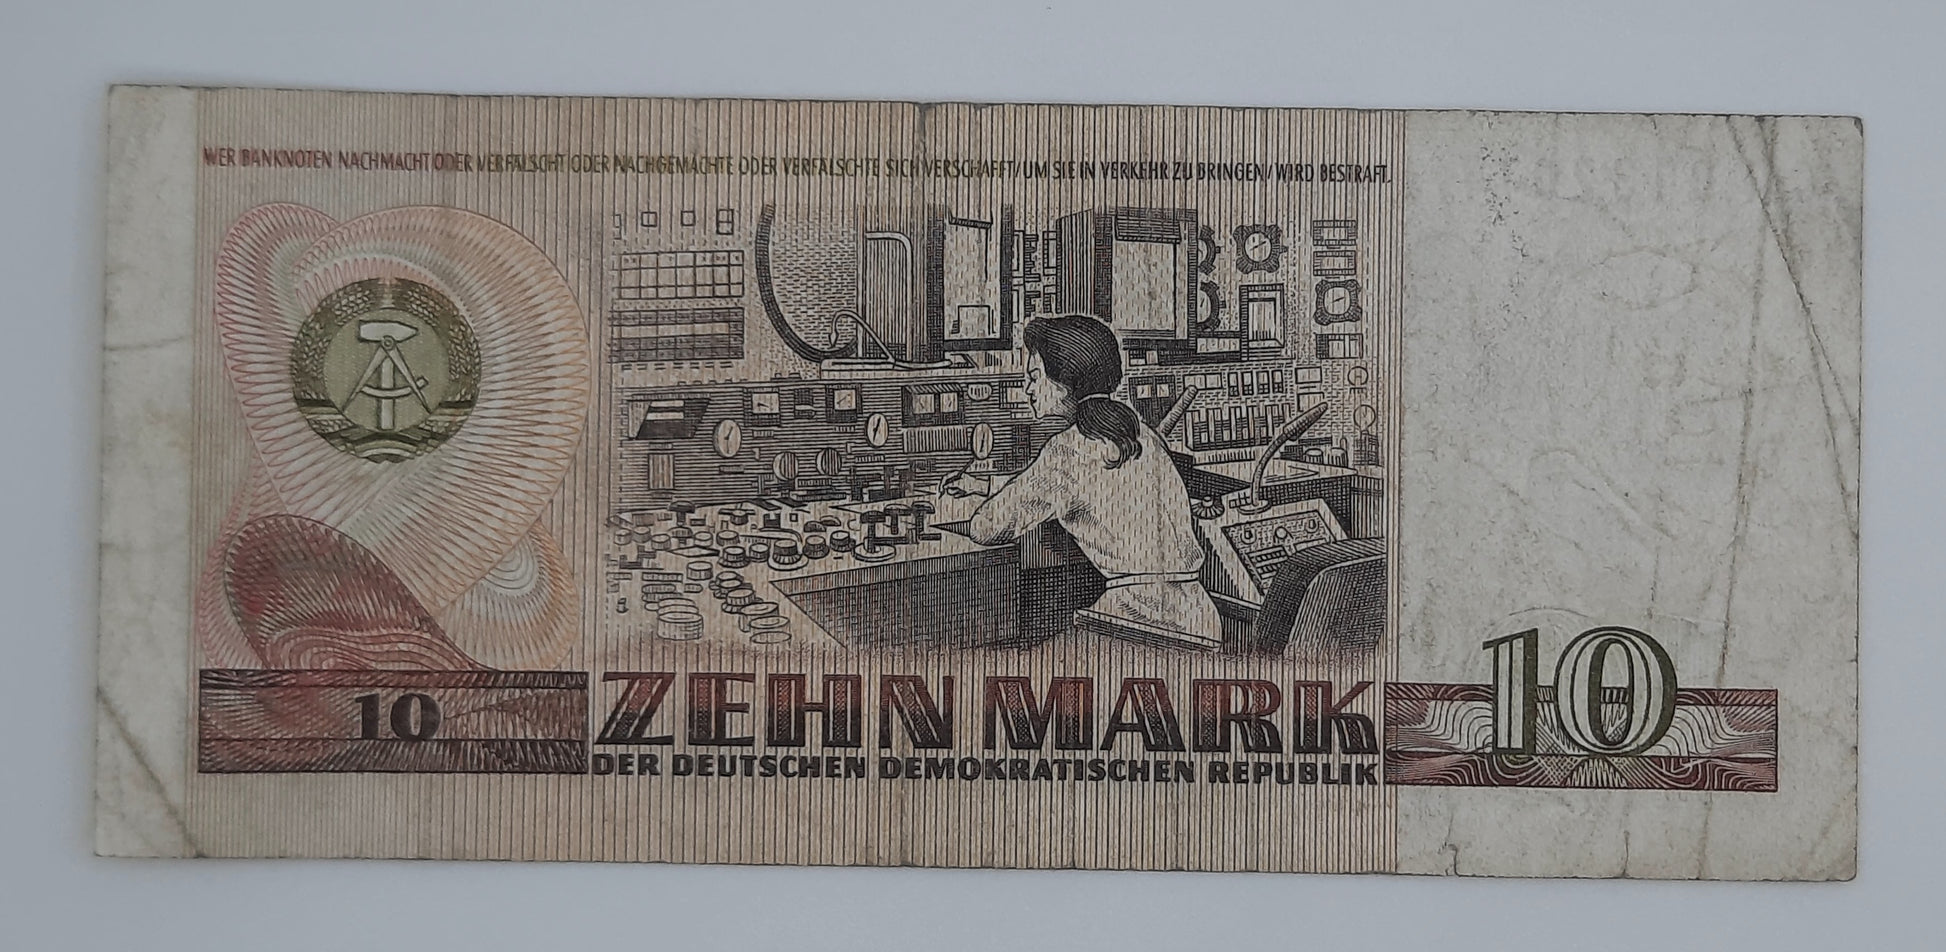 WER BANKNOTEN NACHMACHT ODER VERFÄLSCHT ODER NACHGEMACHTE ODER VERFÄLSCHTE SICH VERSCHAFFT/UM SIE IN VERKEHR ZU BRINGEN/WIRD BESTRAFT.
10
ZEHN MARK
10
DER DEUTSCHEN DEMOKRATISCHEN REPUBLIK